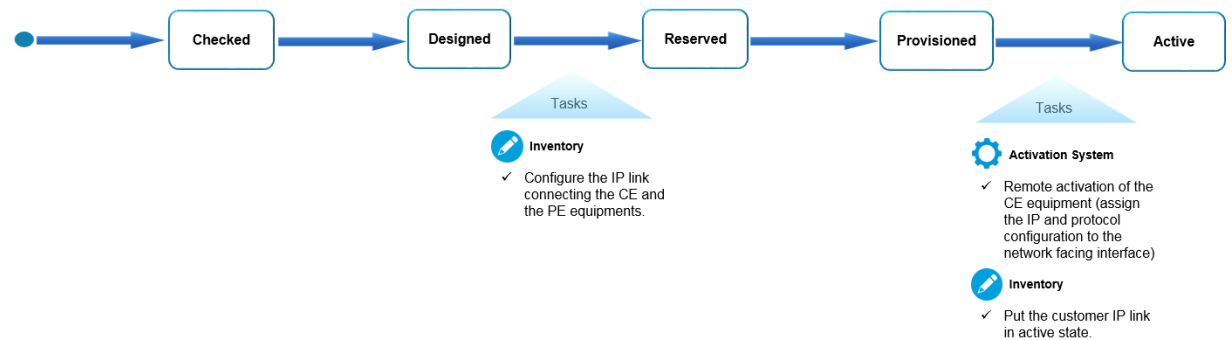 Checked
Designed
Reserved
Provisioned
Active
Tasks
Inventory
✓ Configure the IP link
connecting the CE and
the PE equipments.
Tasks
Activation System
✓ Remote activation of the
CE equipment (assign
the IP and protocol
configuration to the
network facing interface)
Inventory
✓ Put the customer IP link
in active state.